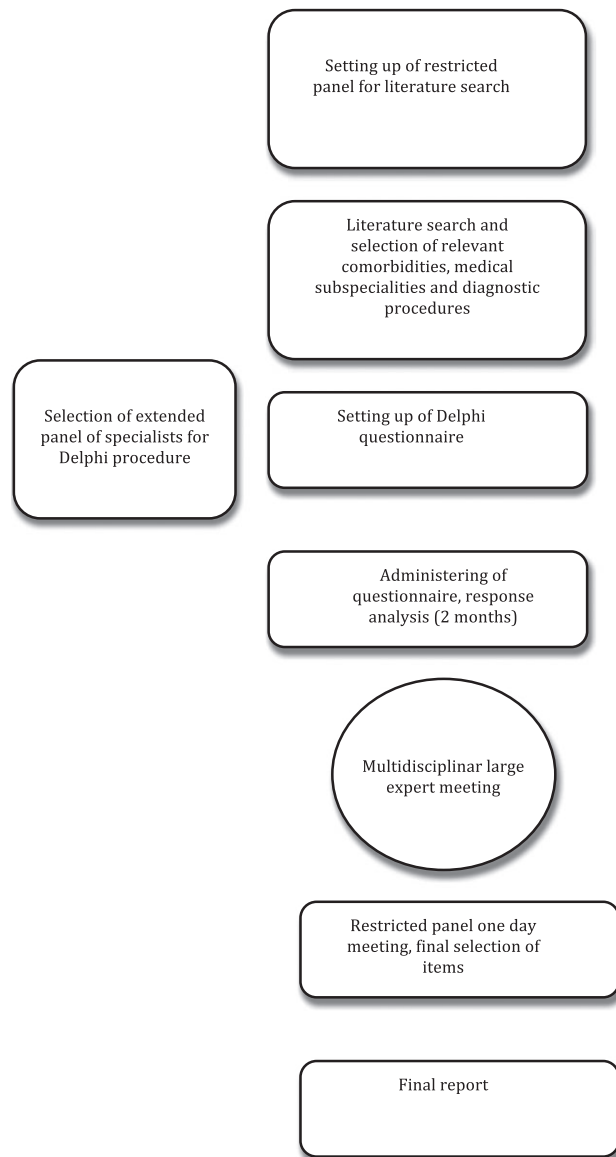 Setting up of restricted
panel for literature search
Literature search and
selection of relevant
comorbidities, medical
subspecialities and diagnostic
procedures
Selection of extended
panel of specialists for
Delphi procedure
Setting up of Delphi
questionnaire
Administering of
questionnaire, response
analysis (2 months)
Multidisciplinar large
expert meeting
Restricted panel one day
meeting, final selection of
items
Final report